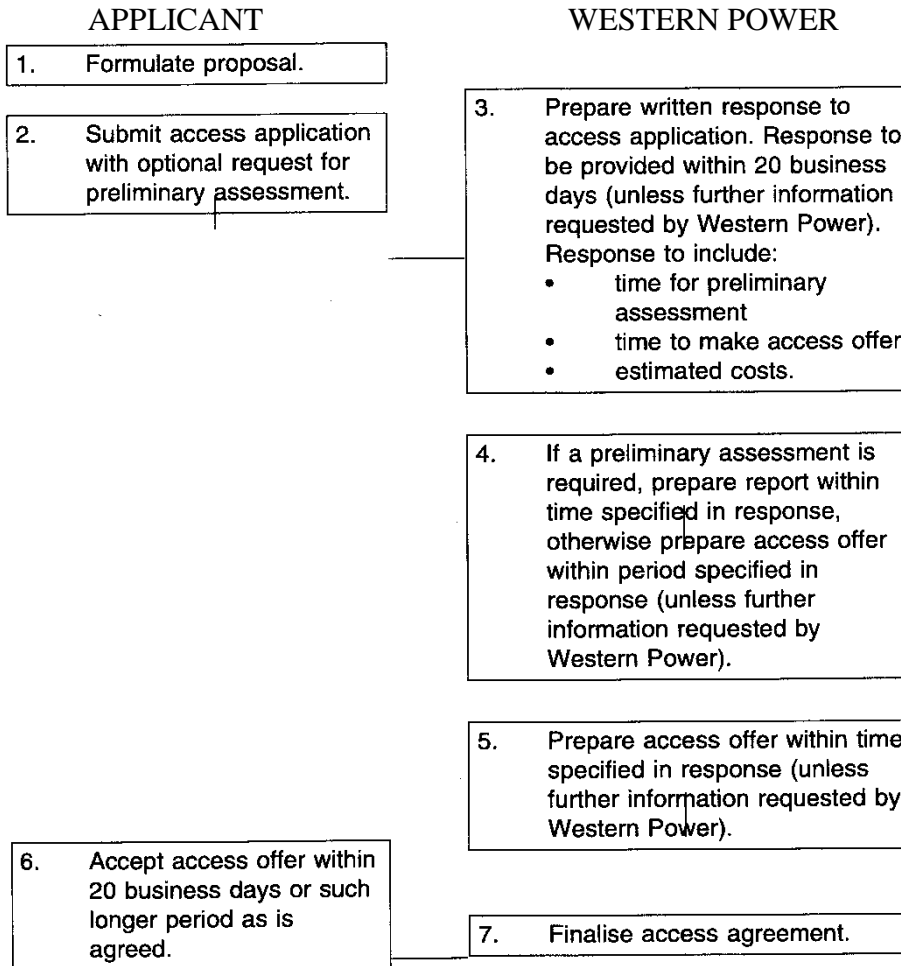 APPLICANT
WESTERN POWER
1. Formulate proposal.
2. Submit access application
with optional request for
preliminary assessment.
3. Prepare written response to
access application. Response to
be provided within 20 business
days (unless further information
requested by Western Power).
Response to include:
• time for preliminary
assessment
• time to make access offer
• estimated costs.
4. If a preliminary assessment is
required, prepare report within
time specified in response,
otherwise prepare access offer
within period specified in
response (unless further
information requested by
Western Power).
5. Prepare access offer within time
specified in response (unless
further information requested by
Western Power).
6. Accept access offer within
20 business days or such
longer period as is
agreed.
7. Finalise access agreement.